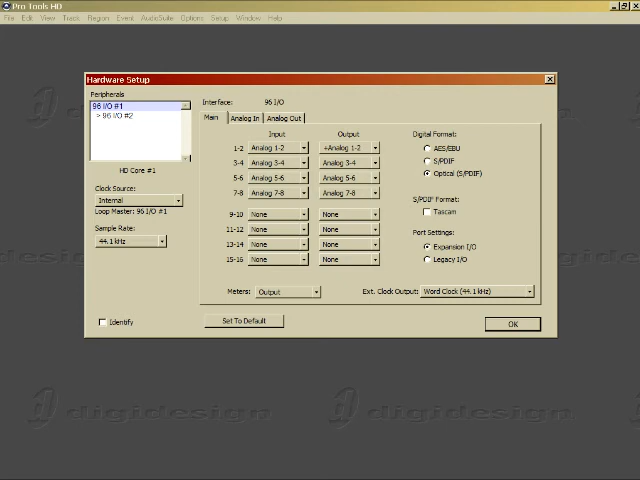 Pro Tools HD
File Edit View Track Region Event AudioSuite Options Setup Window Help
Hardware Setup
Peripherals
96 I/O #1
> 96 I/O #2
HD Core #1
Clock Source:
Internal
Loop Master: 96 I/O #1
Sample Rate:
44.1 kHz
Identify
Interface: 96 I/O
Main Analog In Analog Out
Input Output
1-2 Analog 1-2 +Analog 1-2
3-4 Analog 3-4 Analog 3-4
5-6 Analog 5-6 Analog 5-6
7-8 Analog 7-8 Analog 7-8
9-10 None None
11-12 None None
13-14 None None
15-16 None None
Digital Format:
AES/EBU
S/PDIF
Optical (S/PDIF)
S/PDIF Format:
Tascam
Port Settings:
Expansion I/O
Legacy I/O
Meters: Output
Ext. Clock Output: Word Clock (44.1 kHz)
Set To Default
OK
digidesign digidesign